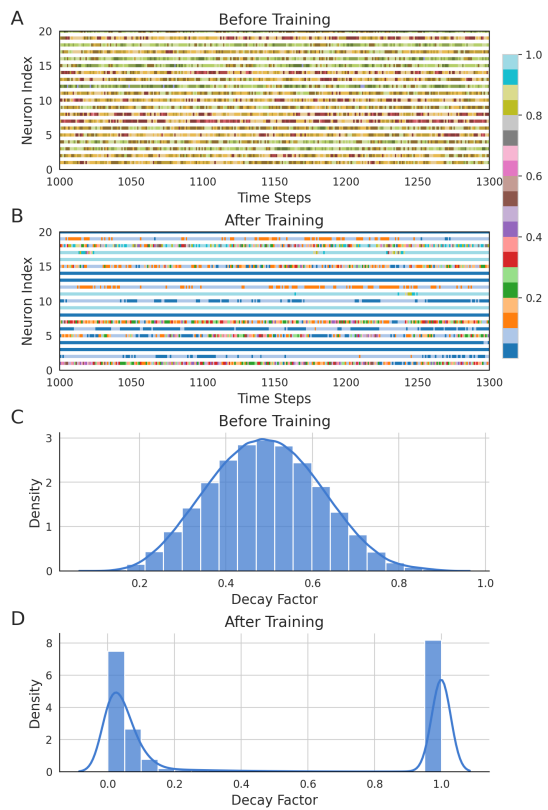 A
Before Training
20
15
10
5
0
Neuron Index
1000 1050 1100 1150 1200 1250 1300
Time Steps
1.0
0.8
0.6
0.4
0.2
B
After Training
20
15
10
5
0
Neuron Index
1000 1050 1100 1150 1200 1250 1300
Time Steps
C
Before Training
3
2
1
0
Density
0.2 0.4 0.6 0.8 1.0
Decay Factor
D
After Training
8
6
4
2
0
Density
0.0 0.2 0.4 0.6 0.8 1.0
Decay Factor